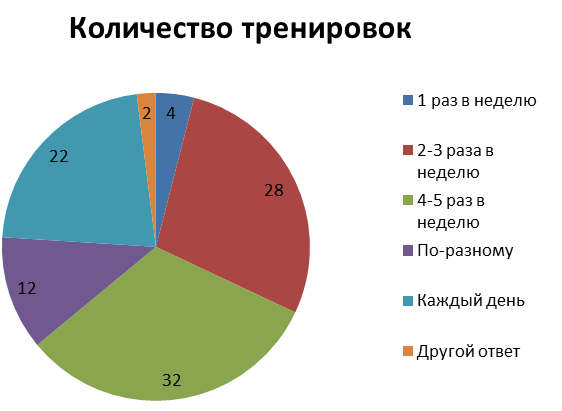 Количество тренировок
2
4
22
28
12
32
1 раз в неделю
2-3 раза в
неделю
4-5 раз в
неделю
По-разному
Каждый день
Другой ответ